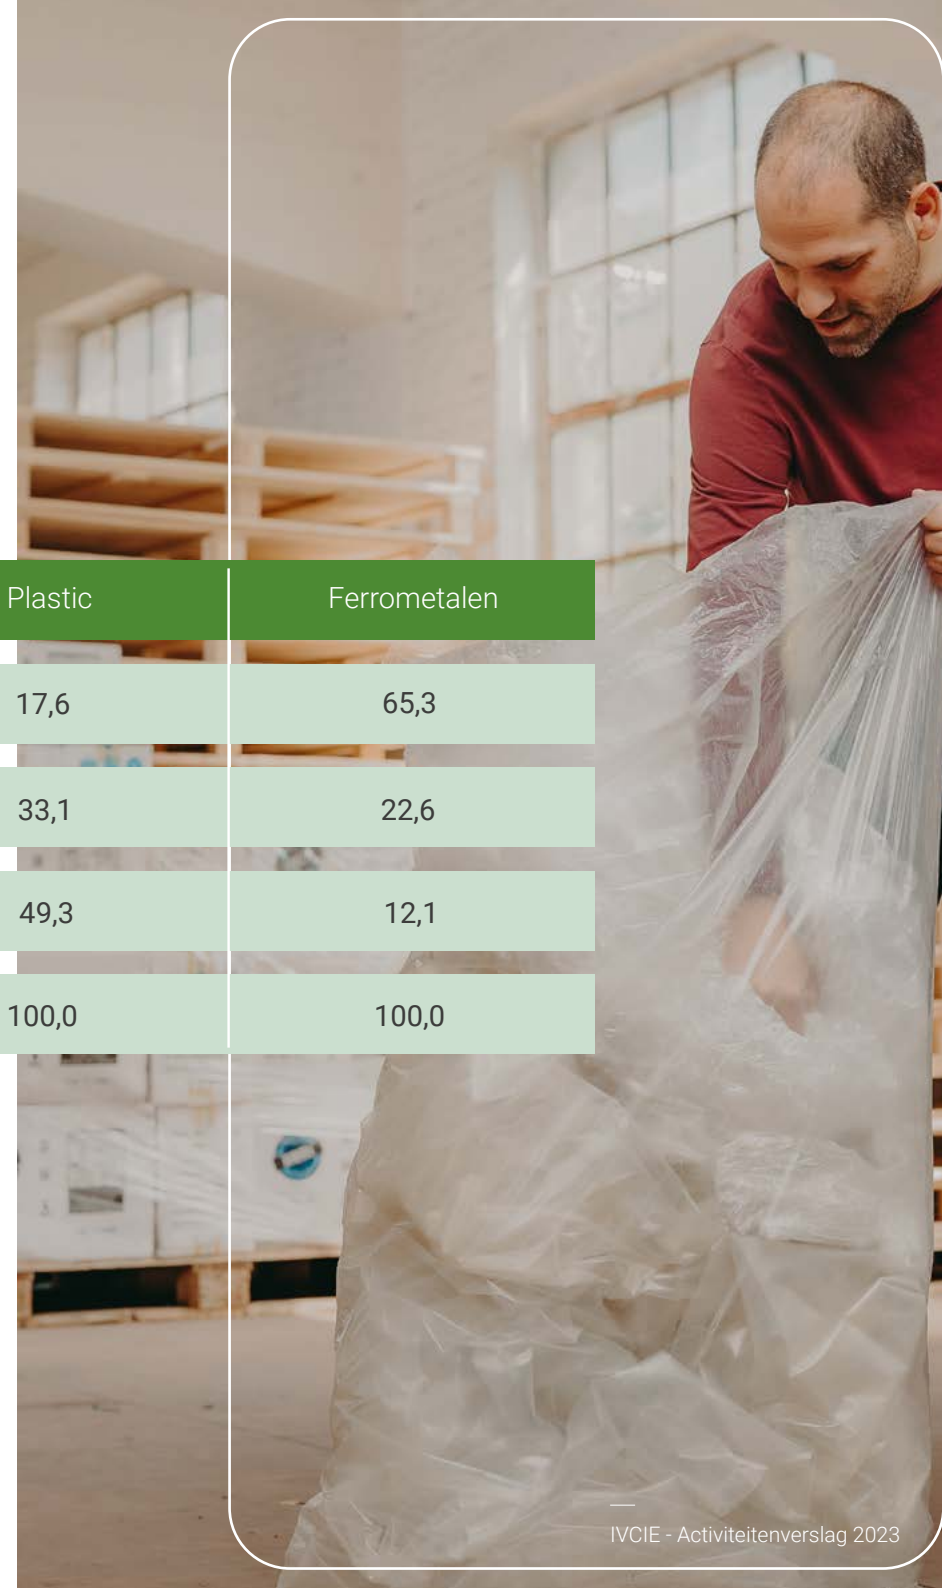 Plastic Ferrometalen
17,6 65,3
33,1 22,6
49,3 12,1
100,0 100,0
IVCIE - Activiteitenverslag 2023